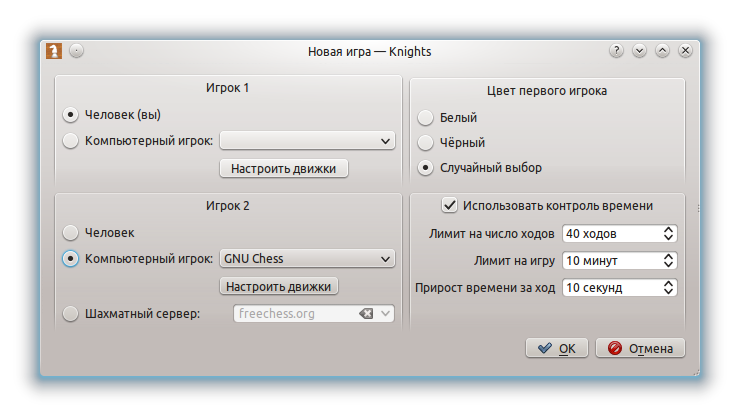 Новая игра — Knights
Игрок 1
Человек (вы)
Компьютерный игрок:
Настроить движки
Игрок 2
Человек
Компьютерный игрок: GNU Chess
Настроить движки
Шахматный сервер: freechess.org
Цвет первого игрока
Белый
Чёрный
Случайный выбор
Использовать контроль времени
Лимит на число ходов 40 ходов
Лимит на игру 10 минут
Прирост времени за ход 10 секунд
OK Отмена